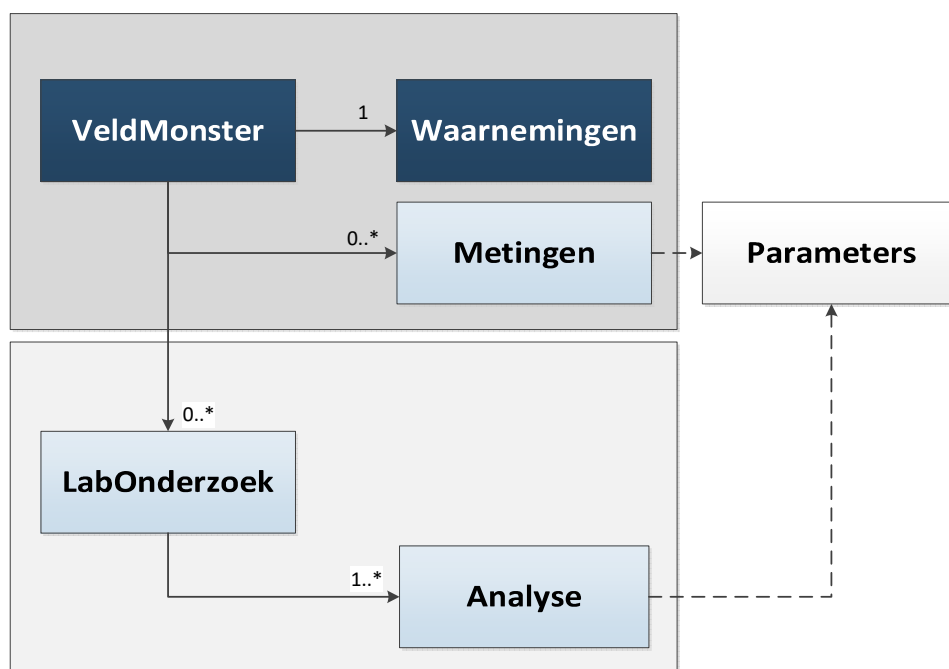 VeldMonster
1
Waarnemingen
0..*
Metingen
Parameters
0..*
LabOnderzoek
1..*
Analyse